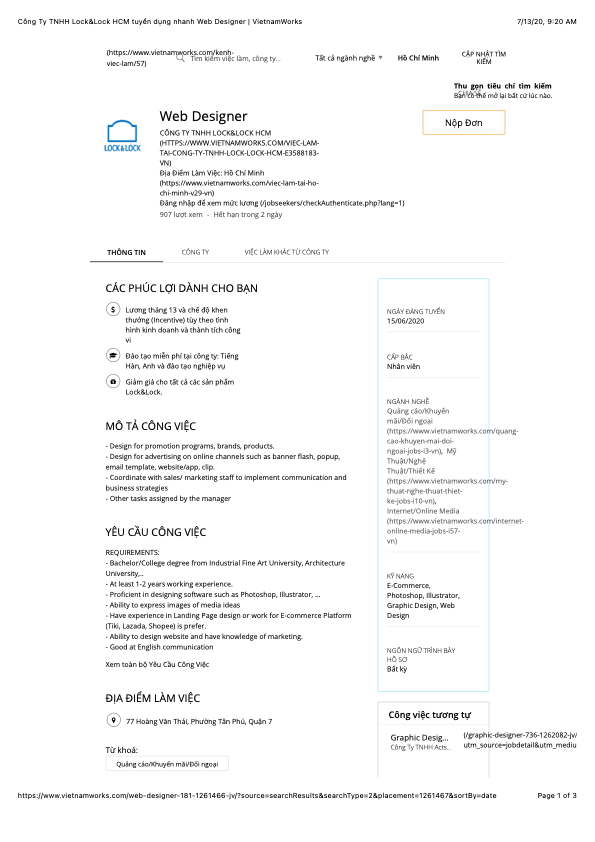 Công Ty TNHH Lock&Lock HCM tuyển dụng nhanh Web Designer | VietnamWorks
7/13/20, 9:20 AM
(https://www.vietnamworks.com/kenh-
viec-lam/57)
Tìm kiếm việc làm, công ty...
Tất cả ngành nghề
Hồ Chí Minh
CẬP NHẬT TÌM
KIẾM
Thu gọn tiêu chí tìm kiếm
Bạn có thể mở lại bất cứ lúc nào.
Web Designer
Nộp Đơn
LOCK&LOCK
CÔNG TY TNHH LOCK&LOCK HCM
(HTTPS://WWW.VIETNAMWORKS.COM/VIEC-LAM-
TAI-CONG-TY-TNHH-LOCK-LOCK-HCM-E3588183-
VN)
Địa Điểm Làm Việc: Hồ Chí Minh
(https://www.vietnamworks.com/viec-lam-tai-ho-
chi-minh-v29-vn)
Đăng nhập để xem mức lương (/jobseekers/checkAuthenticate.php?lang=1)
907 lượt xem - Hết hạn trong 2 ngày
THÔNG TIN
CÔNG TY
VIỆC LÀM KHÁC TỪ CÔNG TY
CÁC PHÚC LỢI DÀNH CHO BẠN
Lương tháng 13 và chế độ khen
thưởng (Incentive) tùy theo tình
hình kinh doanh và thành tích công
vi
Đào tạo miễn phí tại công ty: Tiếng
Hàn, Anh và đào tạo nghiệp vụ
Giảm giá cho tất cả các sản phẩm
Lock&Lock.
MÔ TẢ CÔNG VIỆC
- Design for promotion programs, brands, products.
- Design for advertising on online channels such as banner flash, popup,
email template, website/app, clip.
- Coordinate with sales/ marketing staff to implement communication and
business strategies
- Other tasks assigned by the manager
YÊU CẦU CÔNG VIỆC
REQUIREMENTS:
- Bachelor/College degree from Industrial Fine Art University, Architecture
University,..
- At least 1-2 years working experience.
- Proficient in designing software such as Photoshop, Illustrator, ...
- Ability to express images of media ideas
- Have experience in Landing Page design or work for E-commerce Platform
(Tiki, Lazada, Shopee) is prefer.
- Ability to design website and have knowledge of marketing.
- Good at English communication
Xem toàn bộ Yêu Cầu Công Việc
ĐỊA ĐIỂM LÀM VIỆC
77 Hoàng Văn Thái, Phường Tân Phú, Quận 7
Từ khoá:
Quảng cáo/Khuyến mãi/Đối ngoại
NGÀY ĐĂNG TUYỂN
15/06/2020
CẤP BẬC
Nhân viên
NGÀNH NGHỀ
Quảng cáo/Khuyến
mãi/Đối ngoại
(https://www.vietnamworks.com/quang-
cao-khuyen-mai-doi-
ngoai-jobs-i3-vn), Mỹ
Thuật/Nghệ
Thuật/Thiết Kế
(https://www.vietnamworks.com/my-
thuat-nghe-thuat-thiet-
ke-jobs-i10-vn),
Internet/Online Media
(https://www.vietnamworks.com/internet-
online-media-jobs-i57-
vn)
KỸ NĂNG
E-Commerce,
Photoshop, Illustrator,
Graphic Design, Web
Design
NGÔN NGỮ TRÌNH BÀY
HỒ SƠ
Bất kỳ
Công việc tương tự
Graphic Desig...
Công Ty TNHH Acts..
(/graphic-designer-736-1262082-jv/
utm_source=jobdetail&utm_mediu
https://www.vietnamworks.com/web-designer-181-1261466-jv/?source=searchResults&searchType=2&placement=1261467&sortBy=date
Page 1 of 3